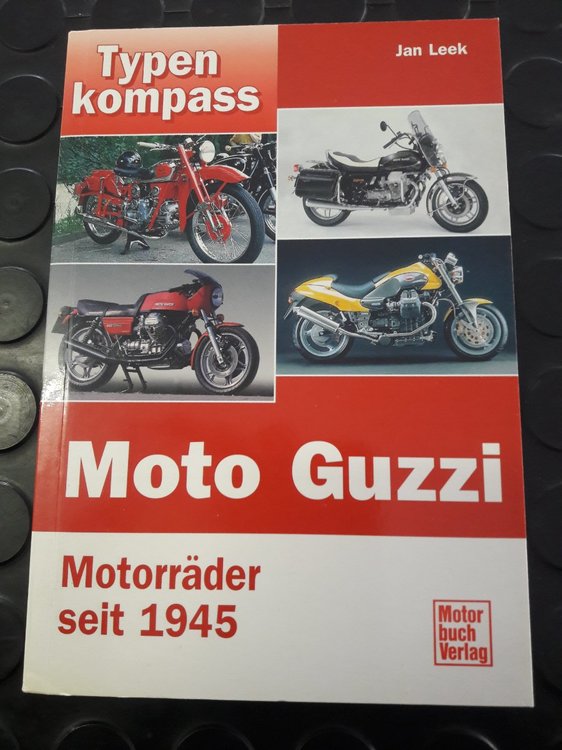 Typen
kompass
Jan Leek
Moto Guzzi
Motorräder
seit 1945
Motor
buch
Verlag